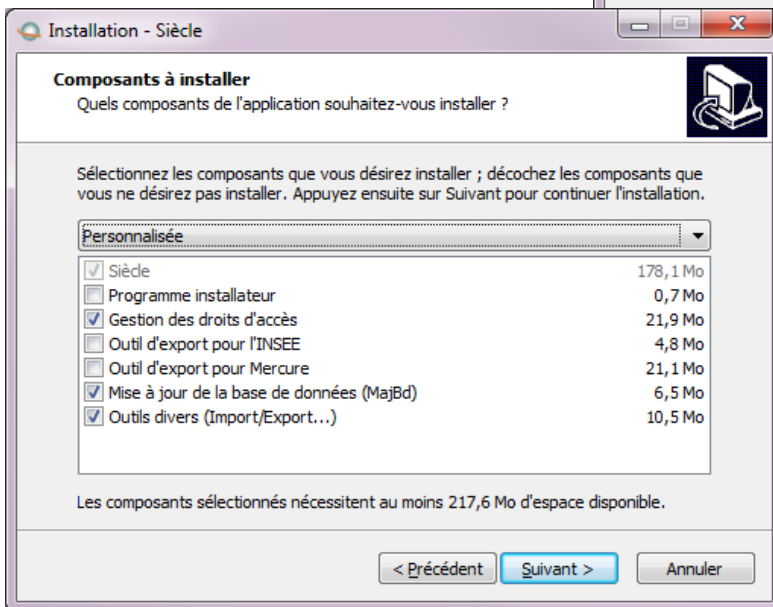 Installation - Siècle
Composants à installer
Quels composants de l'application souhaitez-vous installer ?
Sélectionnez les composants que vous désirez installer ; décochez les composants que
vous ne désirez pas installer. Appuyez ensuite sur Suivant pour continuer l'installation.
Personnalisée
Siècle 178,1 Mo
Programme installateur 0,7 Mo
Gestion des droits d'accès 21,9 Mo
Outil d'export pour l'INSEE 4,8 Mo
Outil d'export pour Mercure 21,1 Mo
Mise à jour de la base de données (MajBd) 6,5 Mo
Outils divers (Import/Export...) 10,5 Mo
Les composants sélectionnés nécessitent au moins 217,6 Mo d'espace disponible.
< Précédent Suivant > Annuler